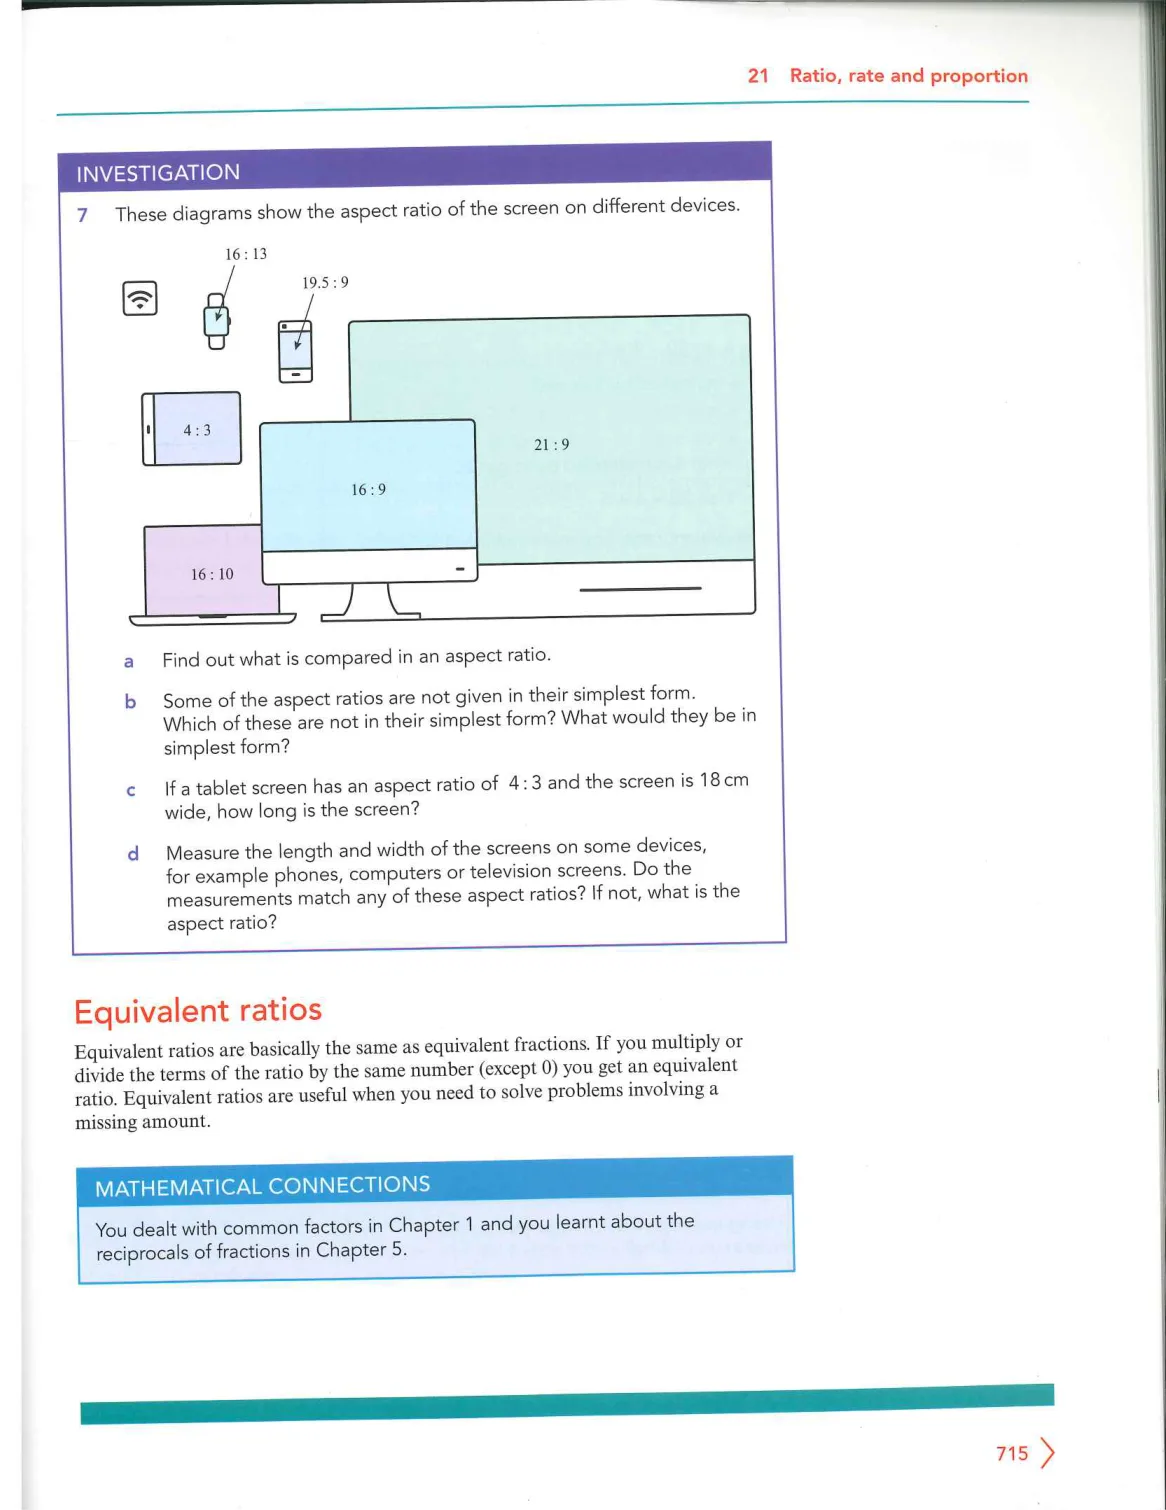 21 Ratio, rate and proportion
INVESTIGATION
7 These diagrams show the aspect ratio of the screen on different devices.
16 : 13
19.5 : 9
4 : 3
21 : 9
16 : 9
16 : 10
a Find out what is compared in an aspect ratio.
b Some of the aspect ratios are not given in their simplest form.
Which of these are not in their simplest form? What would they be in
simplest form?
c If a tablet screen has an aspect ratio of 4 : 3 and the screen is 18 cm
wide, how long is the screen?
d Measure the length and width of the screens on some devices,
for example phones, computers or television screens. Do the
measurements match any of these aspect ratios? If not, what is the
aspect ratio?
Equivalent ratios
Equivalent ratios are basically the same as equivalent fractions. If you multiply or
divide the terms of the ratio by the same number (except 0) you get an equivalent
ratio. Equivalent ratios are useful when you need to solve problems involving a
missing amount.
MATHEMATICAL CONNECTIONS
You dealt with common factors in Chapter 1 and you learnt about the
reciprocals of fractions in Chapter 5.
715